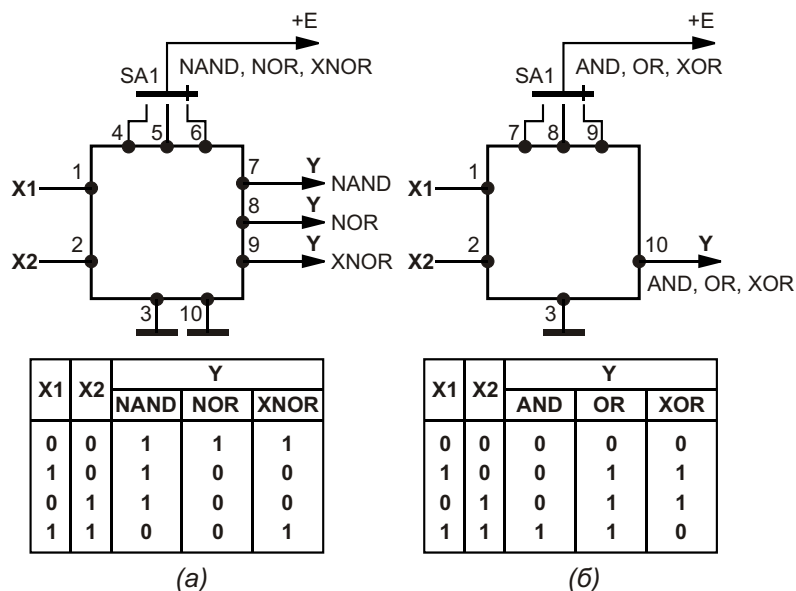 +E
SA1 NAND, NOR, XNOR
4 5 6
1
X1
2
X2
7 Y NAND
8 Y NOR
9 Y XNOR
3 10
X1 X2 Y
NAND NOR XNOR
0 0 1 1 1
1 0 1 0 0
0 1 1 0 0
1 1 0 0 1
(а)
+E
SA1 AND, OR, XOR
7 8 9
1
X1
2
X2
10 Y
AND, OR, XOR
3
X1 X2 Y
AND OR XOR
0 0 0 0 0
1 0 0 1 1
0 1 0 1 1
1 1 1 1 0
(б)